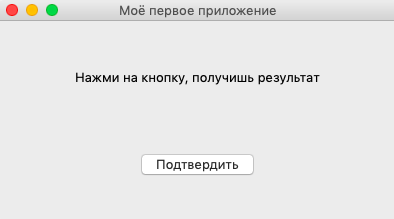 Моё первое приложение
Нажми на кнопку, получишь результат
Подтвердить